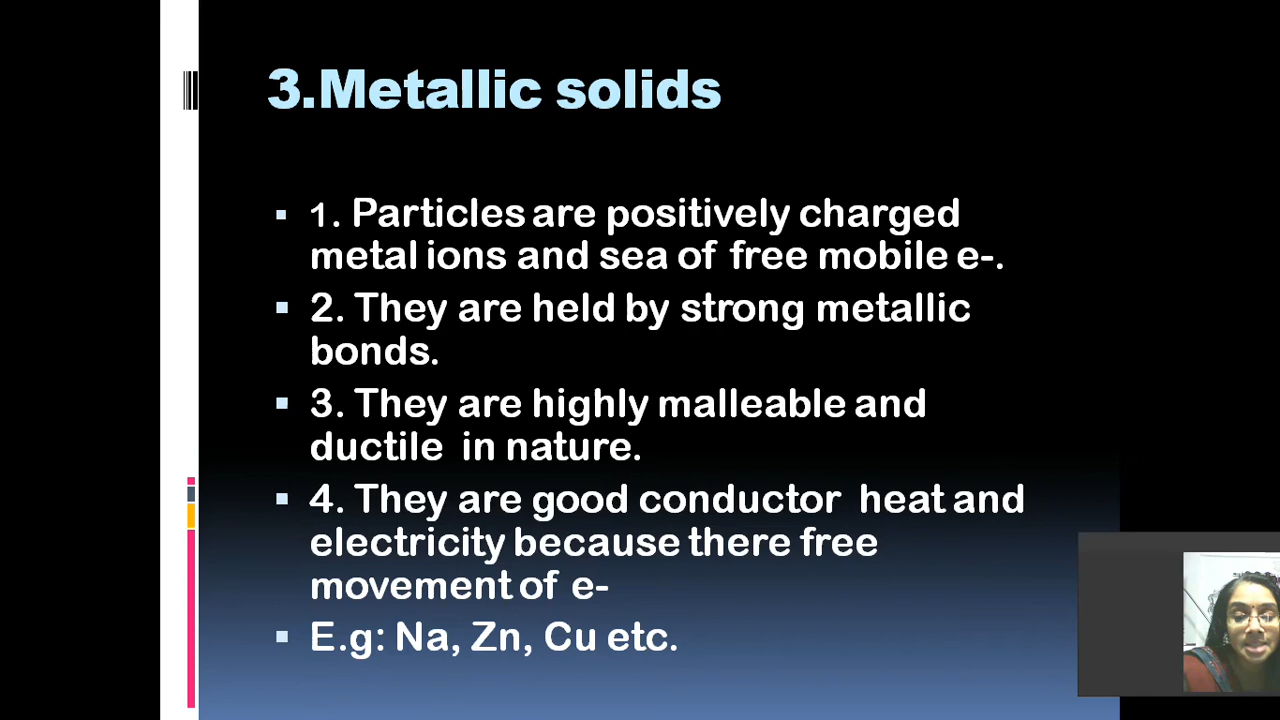 3.Metallic solids
1. Particles are positively charged
metal ions and sea of free mobile e-.
2. They are held by strong metallic
bonds.
3. They are highly malleable and
ductile in nature.
4. They are good conductor heat and
electricity because there free
movement of e-
E.g: Na, Zn, Cu etc.